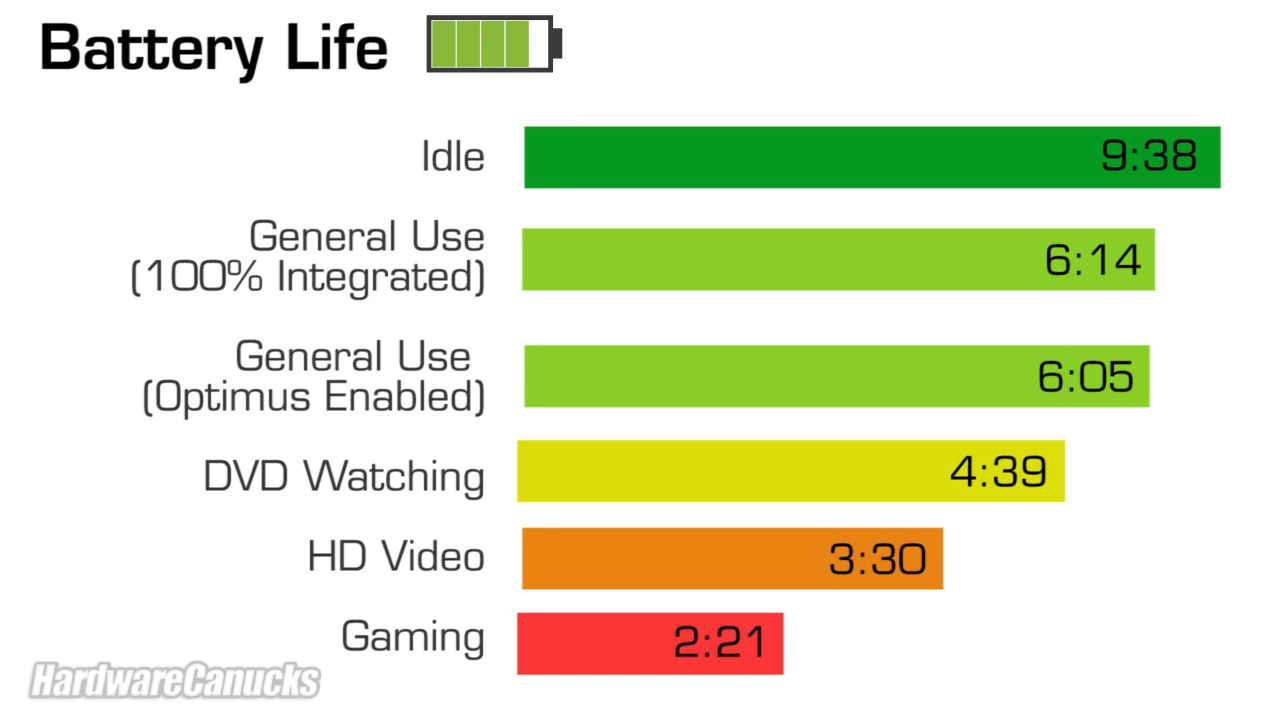 Battery Life
Idle
9:38
General Use
(100% Integrated)
6:14
General Use
(Optimus Enabled)
6:05
DVD Watching
4:39
HD Video
3:30
Gaming
2:21
HardwareCanucks